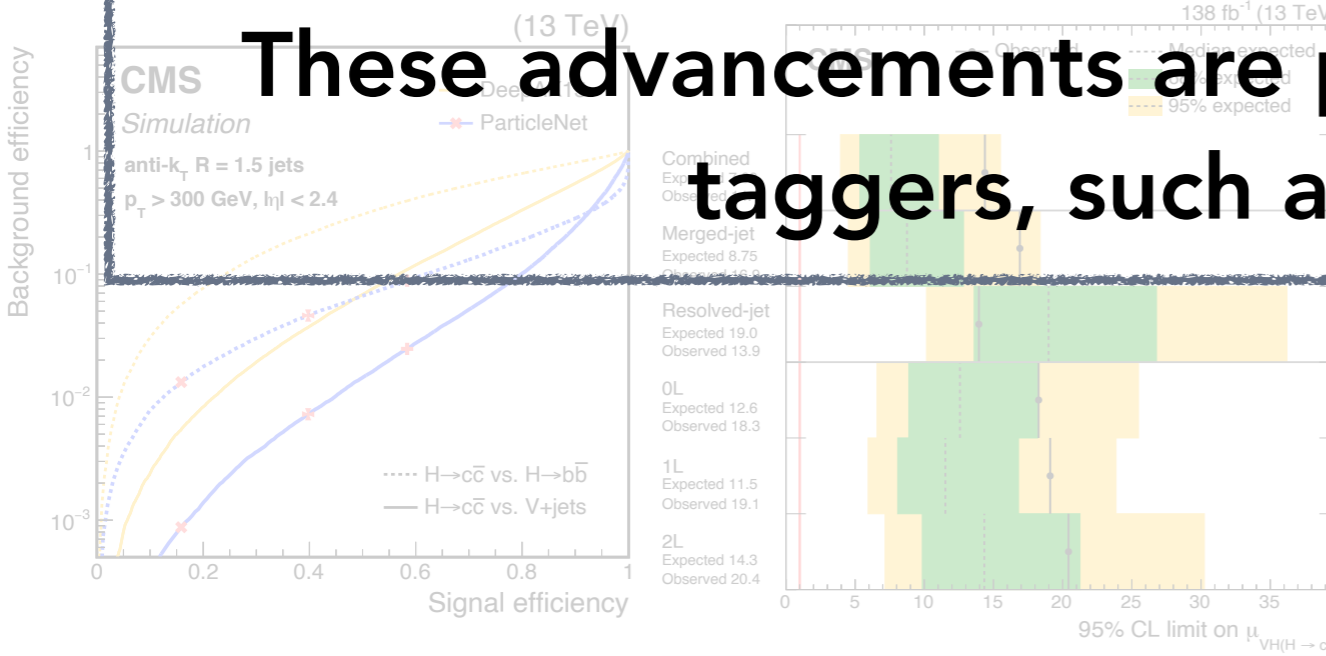 These advancements are
taggers, such a
(13 TeV)
CMS
Simulation
anti-kT R = 1.5 jets
pT > 300 GeV, |η| < 2.4
ParticleNet
Background efficiency
1
10−1
10−2
10−3
H→cc̅ vs. H→bb̅
H→cc̅ vs. V+jets
0 0.2 0.4 0.6 0.8 1
Signal efficiency
138 fb−1 (13 TeV
CMS Observed Median expected
68% expected
95% expected
Combined
Merged-jet
Expected 8.75
Resolved-jet
Expected 19.0
Observed 13.9
0L
Expected 12.6
Observed 18.3
1L
Expected 11.5
Observed 19.1
2L
Expected 14.3
Observed 20.4
0 5 10 15 20 25 30 35
95% CL limit on μVH(H → c